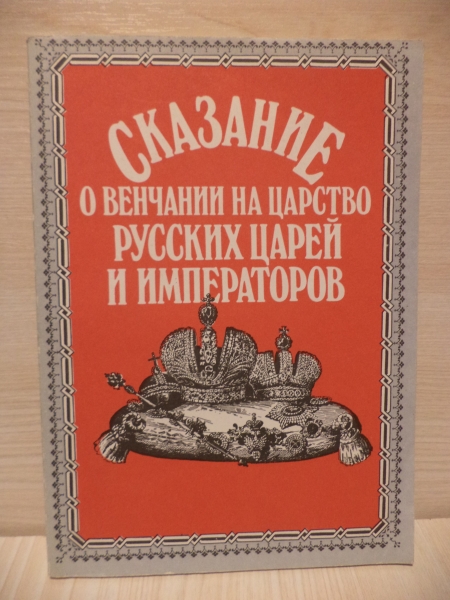 СКАЗАНИЕ
О ВЕНЧАНИИ НА ЦАРСТВО
РУССКИХ ЦАРЕЙ
И ИМПЕРАТОРОВ